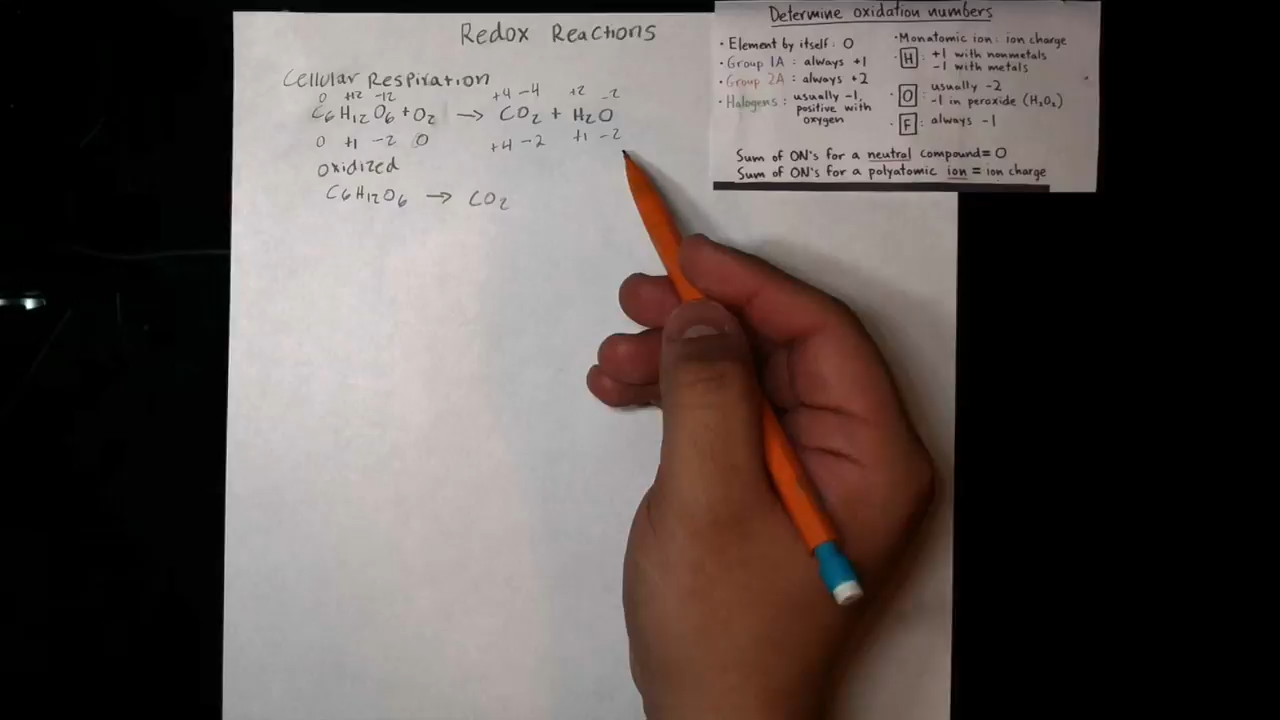 Redox Reactions
Cellular Respiration
0 +12 -12 +4 -4 +2 -2
C6H12O6 + O2 → CO2 + H2O
0 +1 -2 0 +4 -2 +1 -2
oxidized
C6H12O6 → CO2
Determine oxidation numbers
· Element by itself: 0
· Group 1A : always +1
· Group 2A : always +2
· Halogens : usually -1,
positive with
oxygen
· Monatomic ion: ion charge
· H : +1 with nonmetals
-1 with metals
· O : usually -2
-1 in peroxide (H2O2)
· F : always -1
Sum of ON's for a neutral compound = 0
Sum of ON's for a polyatomic ion = ion charge